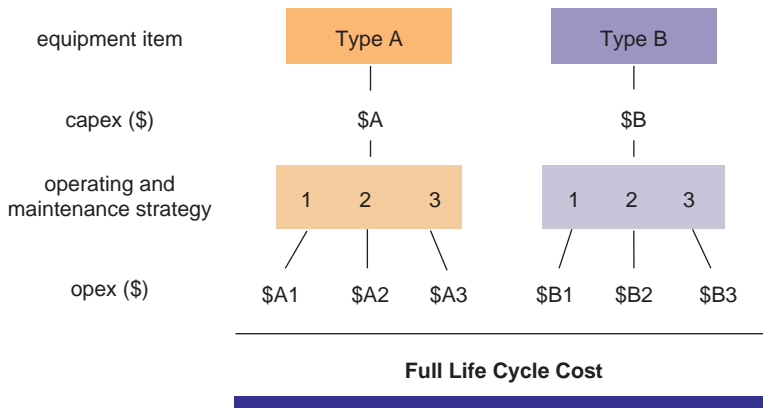 equipment item Type A Type B
capex ($) $A $B
operating and
maintenance strategy 1 2 3 1 2 3
opex ($) $A1 $A2 $A3 $B1 $B2 $B3
Full Life Cycle Cost